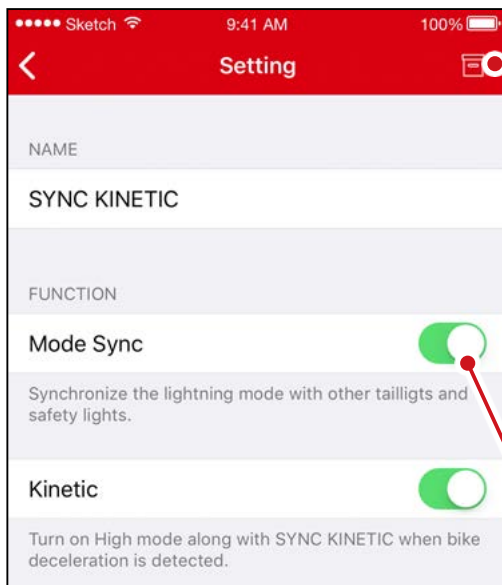 Sketch 9:41 AM 100%
Setting
NAME
SYNC KINETIC
FUNCTION
Mode Sync
Synchronize the lightning mode with other tailligts and
safety lights.
Kinetic
Turn on High mode along with SYNC KINETIC when bike
deceleration is detected.